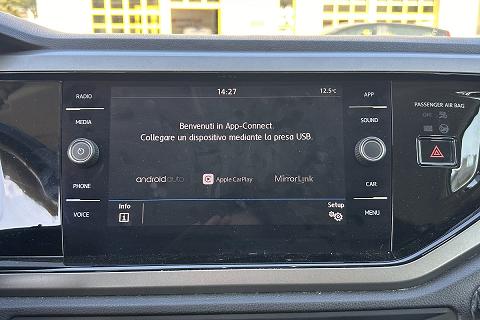 RADIO
14:27
12.5°C
APP
MEDIA
Benvenuti in App-Connect.
Collegare un dispositivo mediante la presa USB.
SOUND
PASSENGER AIR BAG
androidauto
Apple CarPlay
MirrorLink
PHONE
CAR
VOICE
Info
Setup
MENU